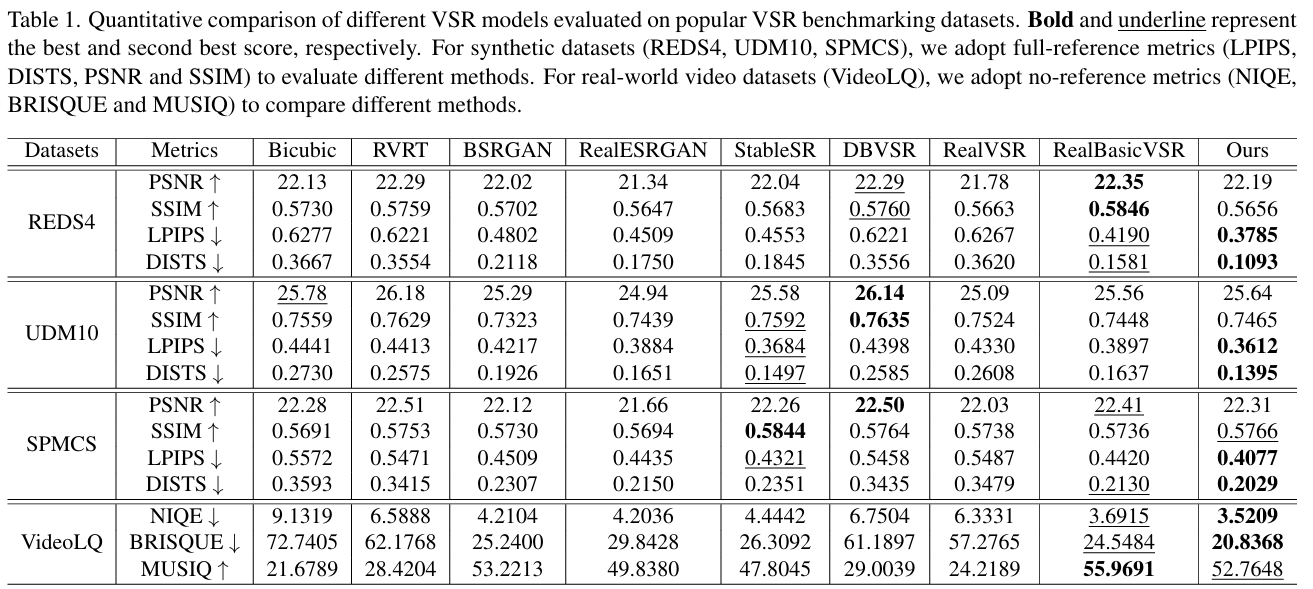 Table 1. Quantitative comparison of different VSR models evaluated on popular VSR benchmarking datasets. Bold and underline represent
the best and second best score, respectively. For synthetic datasets (REDS4, UDM10, SPMCS), we adopt full-reference metrics (LPIPS,
DISTS, PSNR and SSIM) to evaluate different methods. For real-world video datasets (VideoLQ), we adopt no-reference metrics (NIQE,
BRISQUE and MUSIQ) to compare different methods.
Datasets Metrics Bicubic RVRT BSRGAN RealESRGAN StableSR DBVSR RealVSR RealBasicVSR Ours
REDS4
PSNR ↑ 22.13 22.29 22.02 21.34 22.04 22.29 21.78 22.35 22.19
SSIM ↑ 0.5730 0.5759 0.5702 0.5647 0.5683 0.5760 0.5663 0.5846 0.5656
LPIPS ↓ 0.6277 0.6221 0.4802 0.4509 0.4553 0.6221 0.6267 0.4190 0.3785
DISTS ↓ 0.3667 0.3554 0.2118 0.1750 0.1845 0.3556 0.3620 0.1581 0.1093
UDM10
PSNR ↑ 25.78 26.18 25.29 24.94 25.58 26.14 25.09 25.56 25.64
SSIM ↑ 0.7559 0.7629 0.7323 0.7439 0.7592 0.7635 0.7524 0.7448 0.7465
LPIPS ↓ 0.4441 0.4413 0.4217 0.3884 0.3684 0.4398 0.4330 0.3897 0.3612
DISTS ↓ 0.2730 0.2575 0.1926 0.1651 0.1497 0.2585 0.2608 0.1637 0.1395
SPMCS
PSNR ↑ 22.28 22.51 22.12 21.66 22.26 22.50 22.03 22.41 22.31
SSIM ↑ 0.5691 0.5753 0.5730 0.5694 0.5844 0.5764 0.5738 0.5736 0.5766
LPIPS ↓ 0.5572 0.5471 0.4509 0.4435 0.4321 0.5458 0.5487 0.4420 0.4077
DISTS ↓ 0.3593 0.3415 0.2307 0.2150 0.2351 0.3435 0.3479 0.2130 0.2029
VideoLQ
NIQE ↓ 9.1319 6.5888 4.2104 4.2036 4.4442 6.7504 6.3331 3.6915 3.5209
BRISQUE ↓ 72.7405 62.1768 25.2400 29.8428 26.3092 61.1897 57.2765 24.5484 20.8368
MUSIQ ↑ 21.6789 28.4204 53.2213 49.8380 47.8045 29.0039 24.2189 55.9691 52.7648